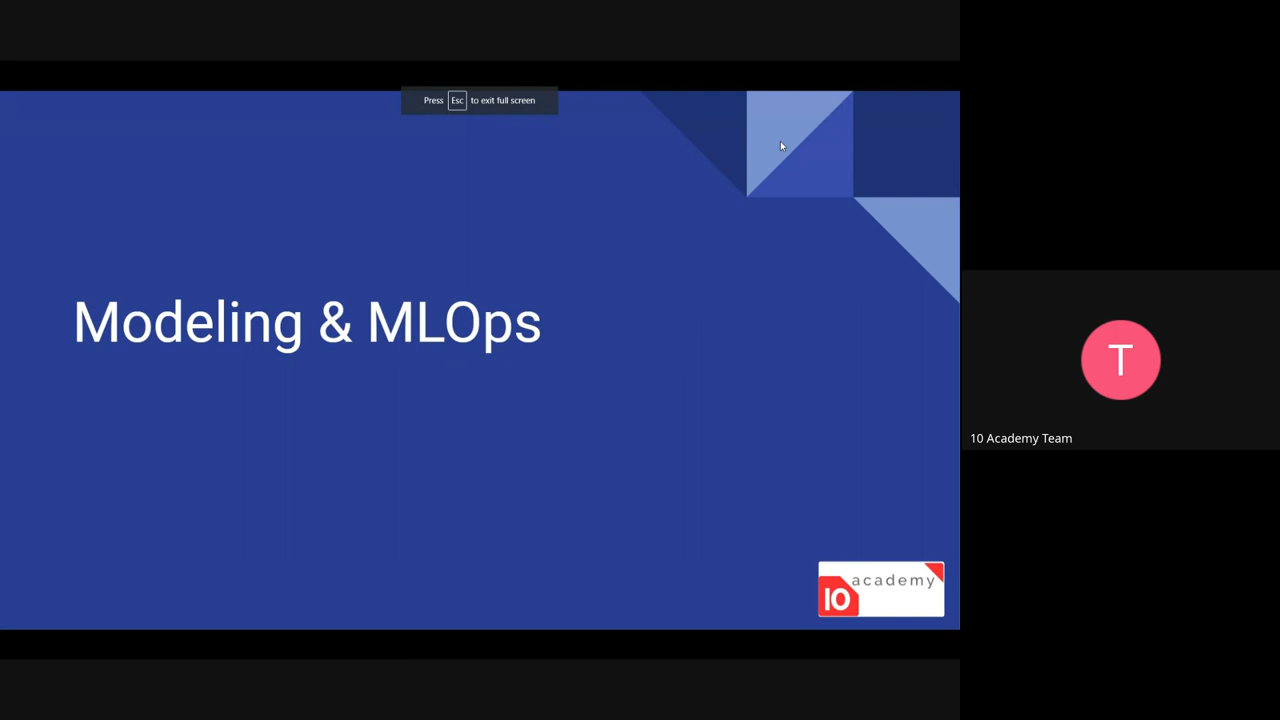 Press Esc to exit full screen
Modeling & MLOps
T
10 Academy Team
academy
10